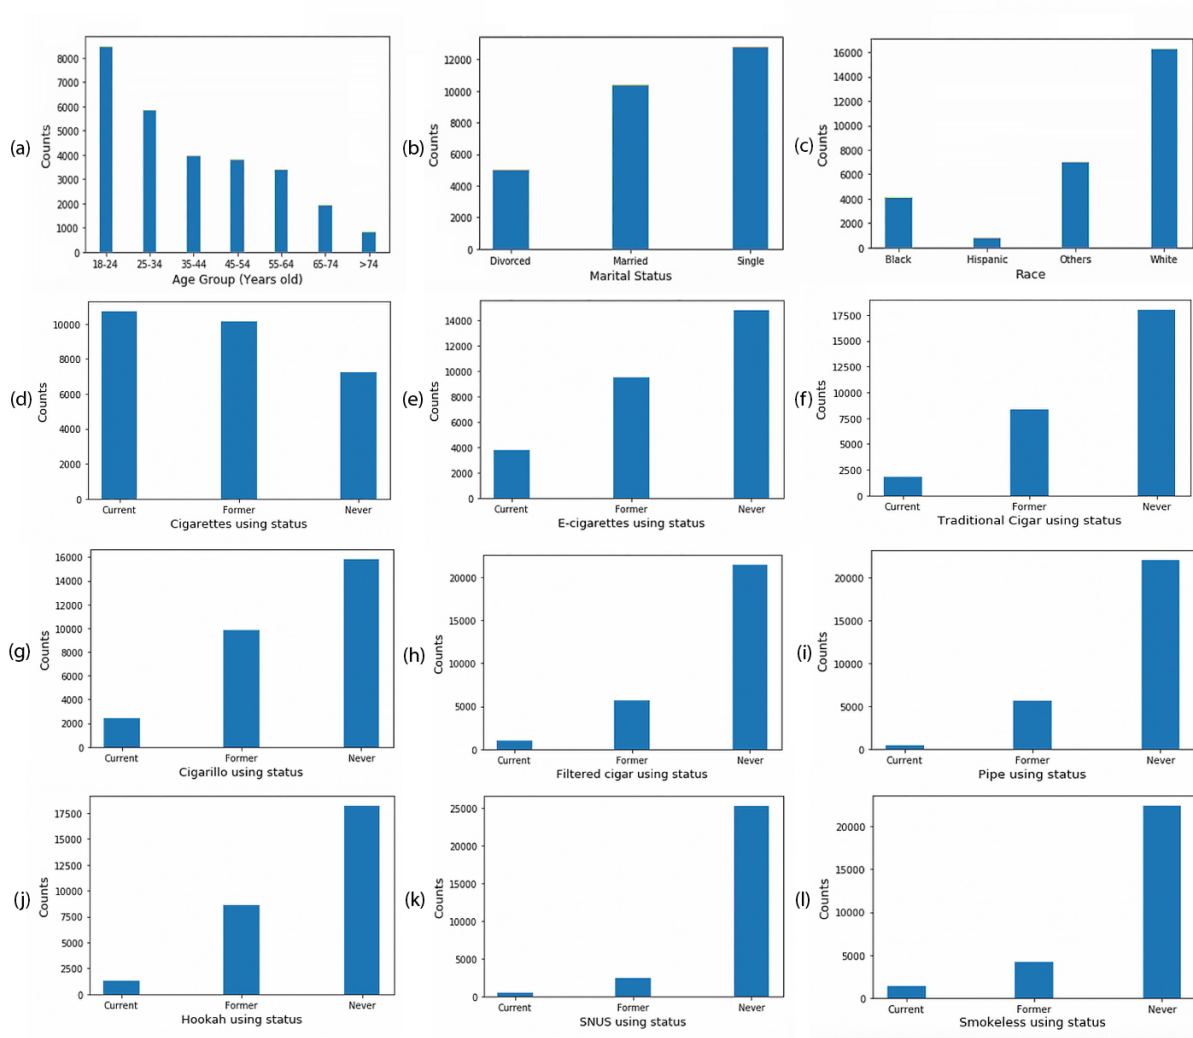 (a)
Counts
8000
7000
6000
5000
4000
3000
2000
1000
0
18-24 25-34 35-44 45-54 55-64 65-74 >74
Age Group (Years old)
(b)
Counts
12000
10000
8000
6000
4000
2000
0
Divorced Married Single
Marital Status
(c)
Counts
16000
14000
12000
10000
8000
6000
4000
2000
0
Black Hispanic Others White
Race
(d)
Counts
10000
8000
6000
4000
2000
0
Current Former Never
Cigarettes using status
(e)
Counts
14000
12000
10000
8000
6000
4000
2000
0
Current Former Never
E-cigarettes using status
(f)
Counts
17500
15000
12500
10000
7500
5000
2500
0
Current Former Never
Traditional Cigar using status
(g)
Counts
16000
14000
12000
10000
8000
6000
4000
2000
0
Current Former Never
Cigarillo using status
(h)
Counts
20000
15000
10000
5000
0
Current Former Never
Filtered cigar using status
(i)
Counts
20000
15000
10000
5000
0
Current Former Never
Pipe using status
(j)
Counts
17500
15000
12500
10000
7500
5000
2500
0
Current Former Never
Hookah using status
(k)
Counts
25000
20000
15000
10000
5000
0
Current Former Never
SNUS using status
(l)
Counts
20000
15000
10000
5000
0
Current Former Never
Smokeless using status